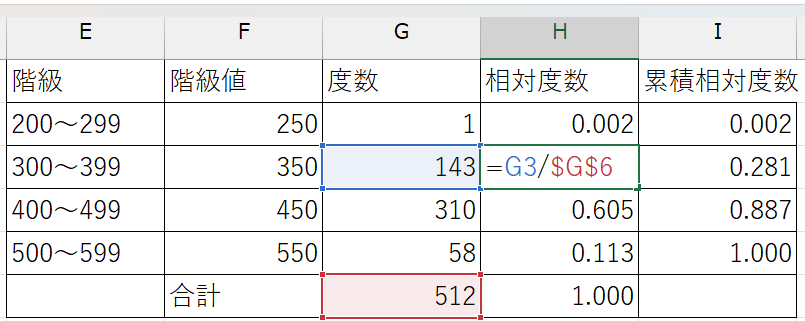 E F G H I
階級 階級値 度数 相対度数 累積相対度数
200～299 250 1 0.002 0.002
300～399 350 143 =G3/$G$6 0.281
400～499 450 310 0.605 0.887
500～599 550 58 0.113 1.000
合計 512 1.000